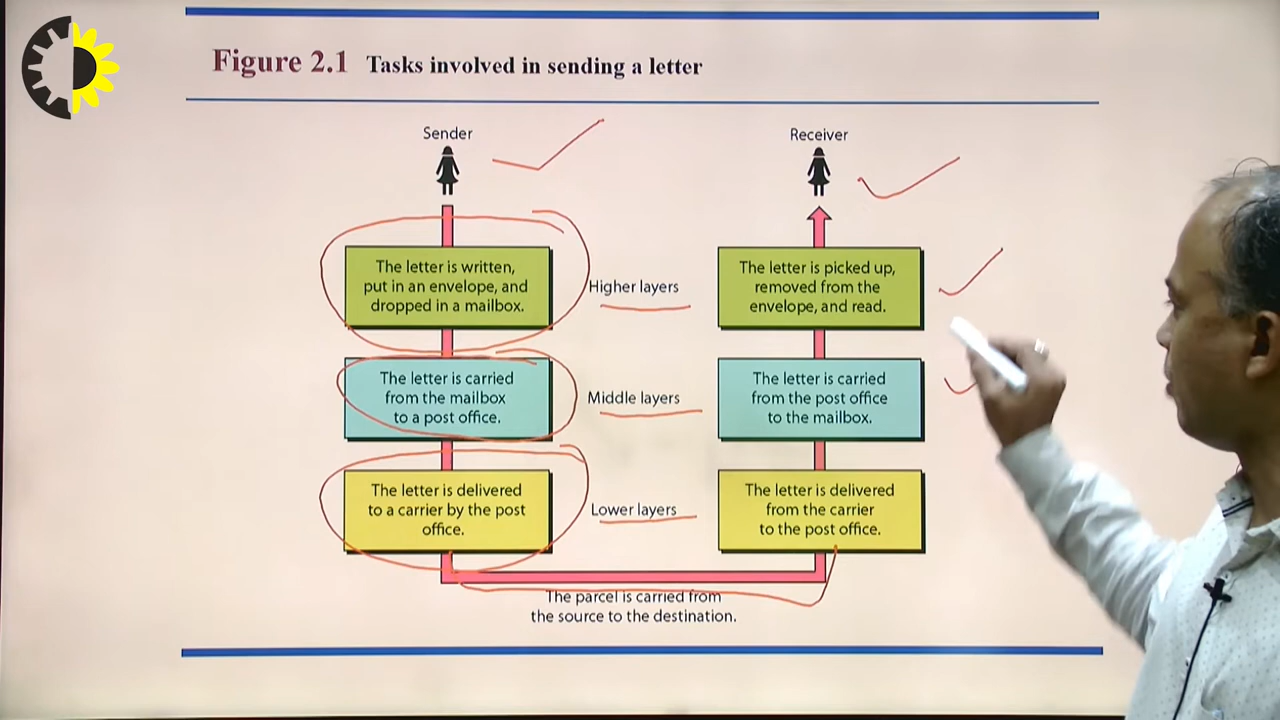 Figure 2.1 Tasks involved in sending a letter
Sender
Receiver
The letter is written,
put in an envelope, and
dropped in a mailbox.
Higher layers
The letter is picked up,
removed from the
envelope, and read.
The letter is carried
from the mailbox
to a post office.
Middle layers
The letter is carried
from the post office
to the mailbox.
The letter is delivered
to a carrier by the post
office.
Lower layers
The letter is delivered
from the carrier
to the post office.
The parcel is carried from
the source to the destination.